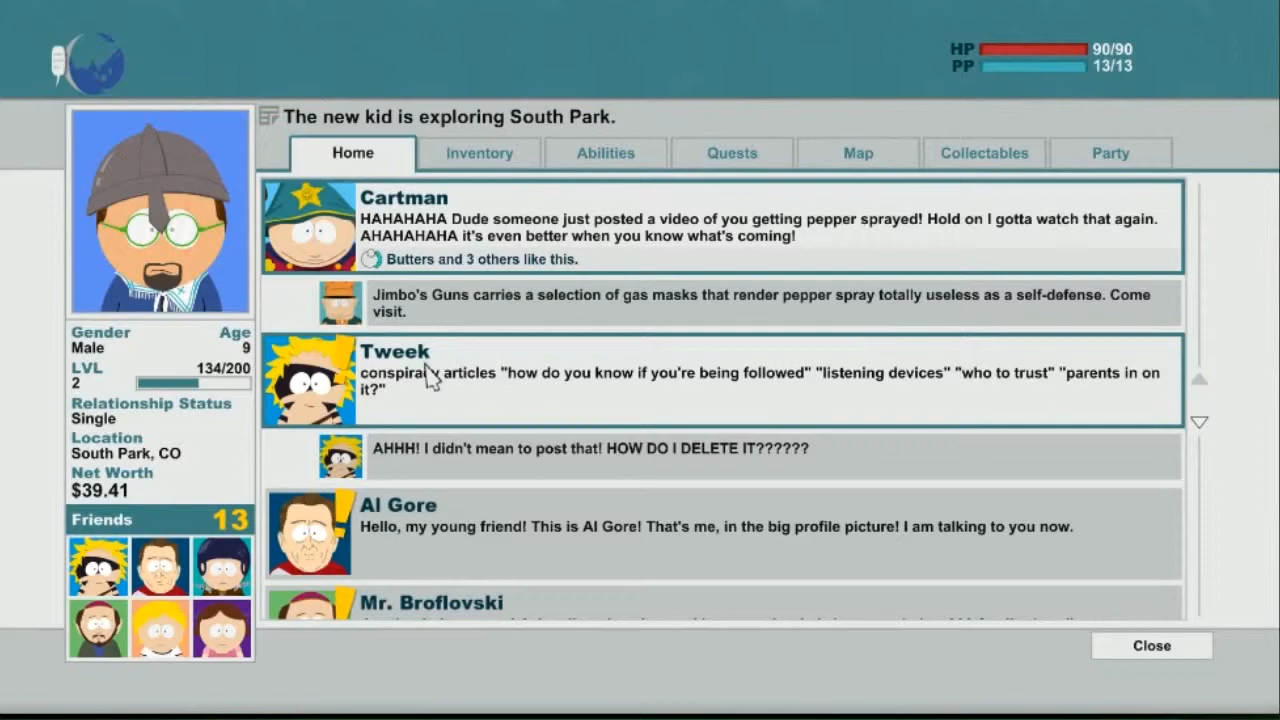 HP 90/90
PP 13/13
The new kid is exploring South Park.
Home Inventory Abilities Quests Map Collectables Party
Cartman
HAHAHAHA Dude someone just posted a video of you getting pepper sprayed! Hold on I gotta watch that again.
AHAHAHAHA it's even better when you know what's coming!
Butters and 3 others like this.
Jimbo's Guns carries a selection of gas masks that render pepper spray totally useless as a self-defense. Come
visit.
Tweek
conspiracy articles "how do you know if you're being followed" "listening devices" "who to trust" "parents in on
it?"
AHHH! I didn't mean to post that! HOW DO I DELETE IT??????
Al Gore
Hello, my young friend! This is Al Gore! That's me, in the big profile picture! I am talking to you now.
Mr. Broflovski
Gender Age
Male 9
LVL 134/200
2
Relationship Status
Single
Location
South Park, CO
Net Worth
$39.41
Friends 13
Close